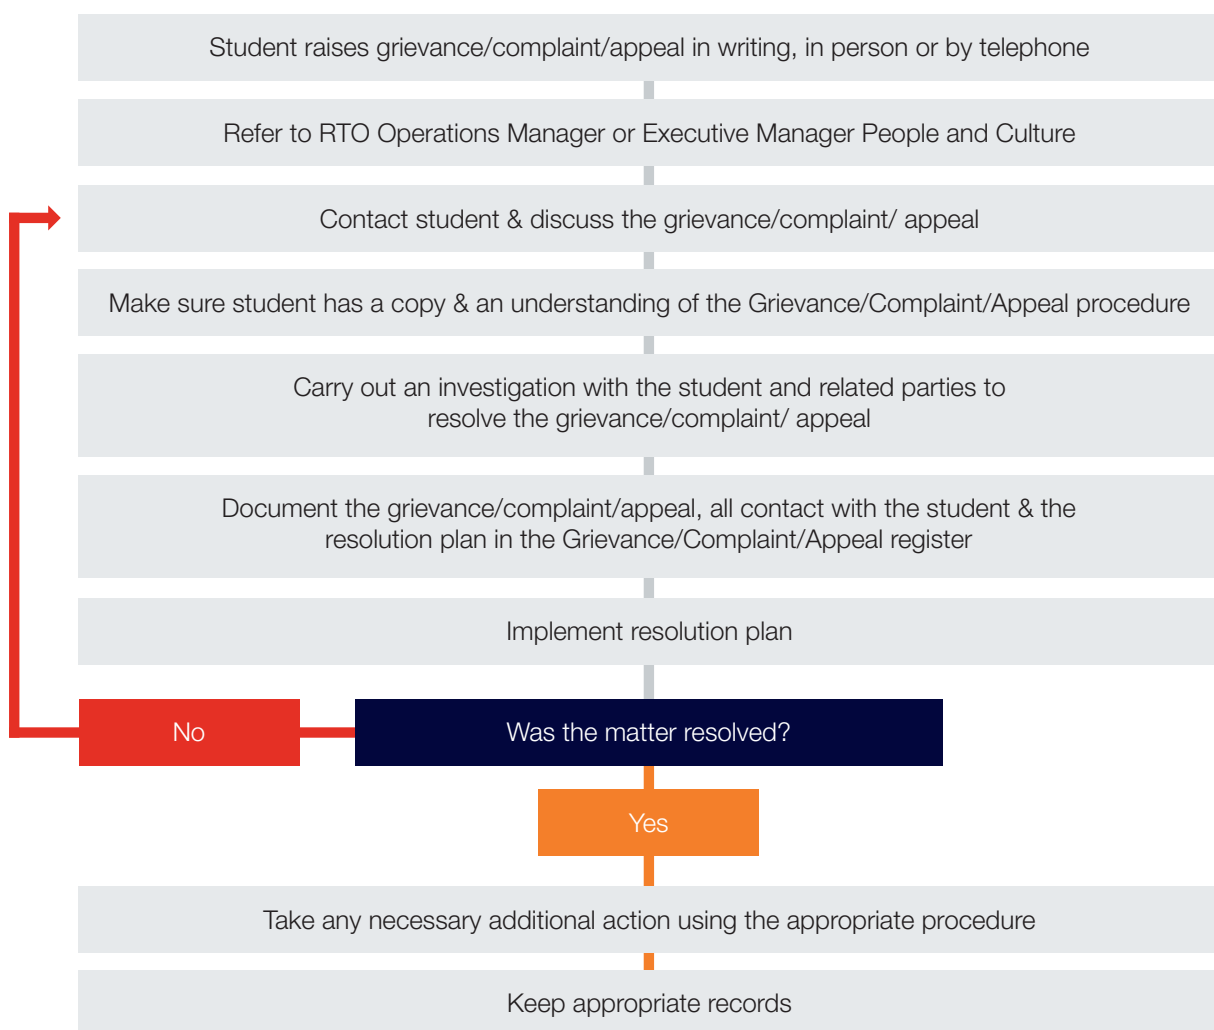 Student raises grievance/complaint/appeal in writing, in person or by telephone
Refer to RTO Operations Manager or Executive Manager People and Culture
Contact student & discuss the grievance/complaint/ appeal
Make sure student has a copy & an understanding of the Grievance/Complaint/Appeal procedure
Carry out an investigation with the student and related parties to
resolve the grievance/complaint/ appeal
Document the grievance/complaint/appeal, all contact with the student & the
resolution plan in the Grievance/Complaint/Appeal register
Implement resolution plan
No
Was the matter resolved?
Yes
Take any necessary additional action using the appropriate procedure
Keep appropriate records